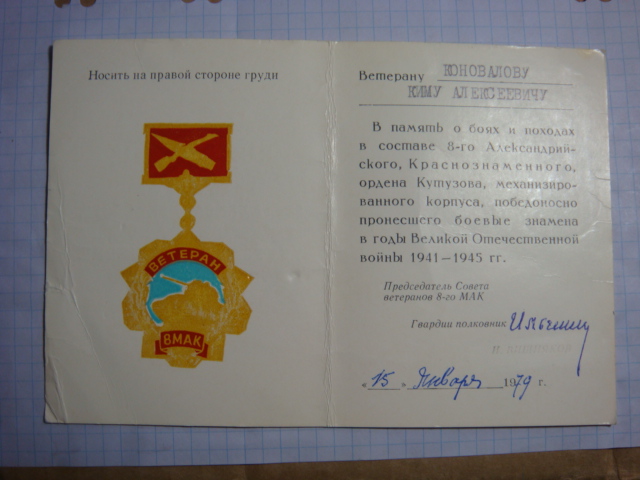 Носить на правой стороне груди
ВЕТЕРАН
8МАК
Ветерану КОНОВАЛОВУ
КИМУ АЛЕКСЕЕВИЧУ
В память о боях и походах
в составе 8-го Александрий-
ского, Краснознаменного,
ордена Кутузова, механизиро-
ванного корпуса, победоносно
пронесшего боевые знамена
в годы Великой Отечественной
войны 1941—1945 гг.
Председатель Совета
ветеранов 8-го МАК
Гвардии полковник
« 15 » Января 1979 г.